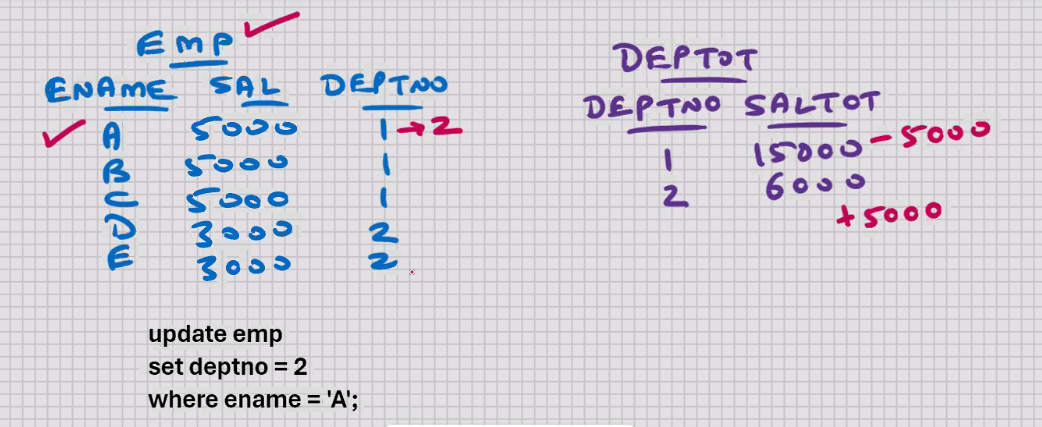 EMP
ENAME SAL DEPTNO
A 5000 1 → 2
B 5000 1
C 5000 1
D 3000 2
E 3000 2
DEPTOT
DEPTNO SALTOT
1 15000 - 5000
2 6000
+ 5000
update emp
set deptno = 2
where ename = 'A';